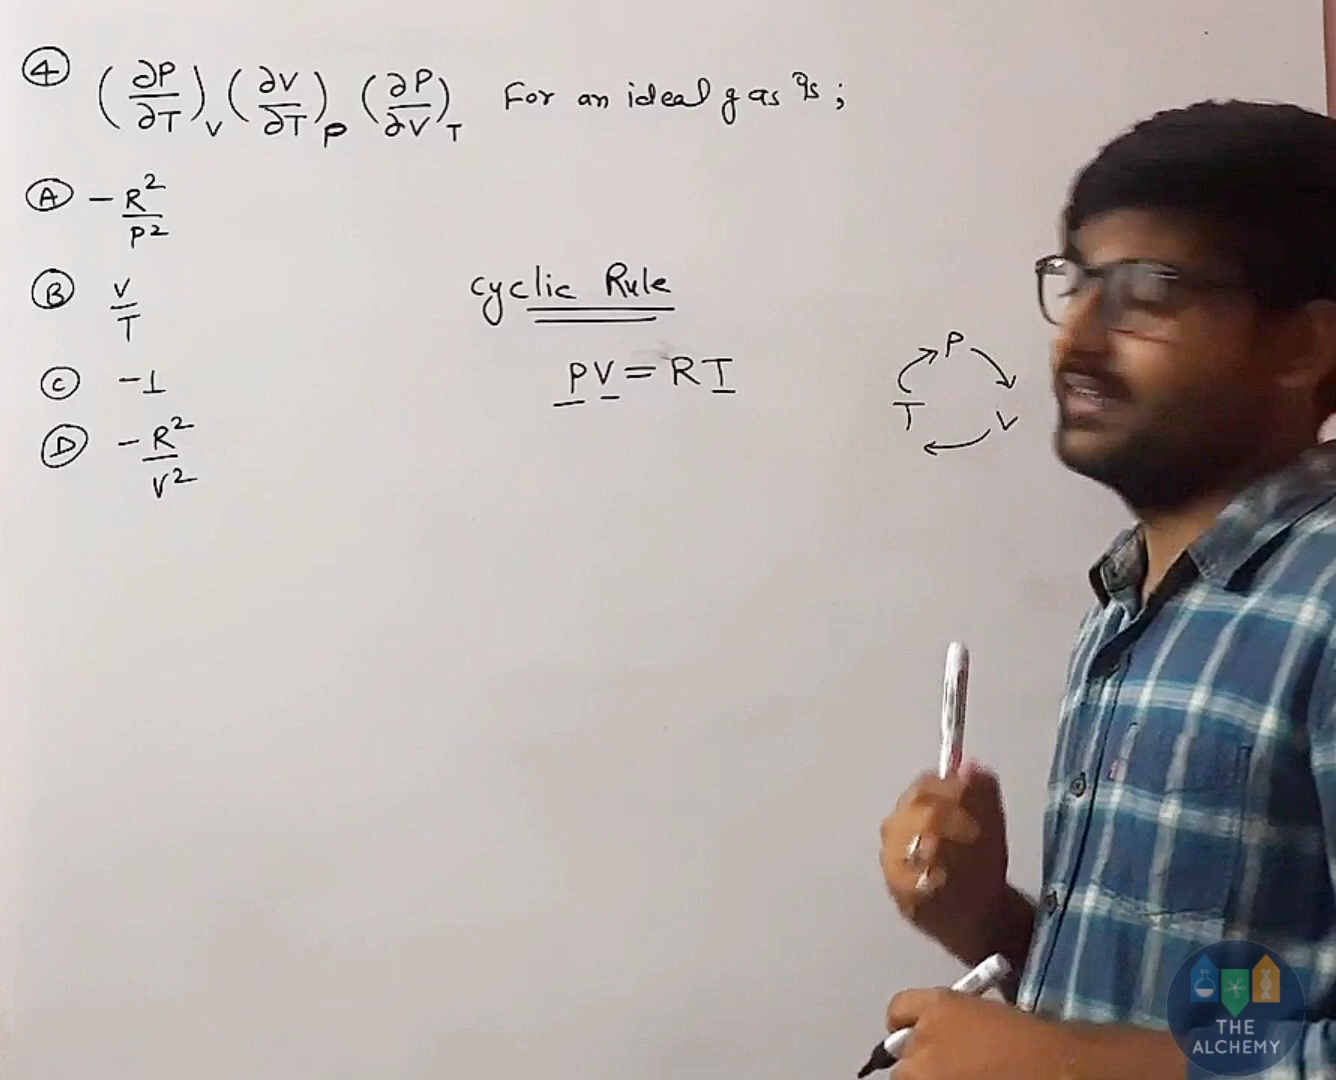 ④ (∂P/∂T)_V (∂V/∂T)_P (∂P/∂V)_T For an ideal gas is ;
Ⓐ -R²/P²
Ⓑ V/T
Ⓒ -1
Ⓓ -R²/V²
Cyclic Rule
PV = RT
P
T V
THE
ALCHEMY